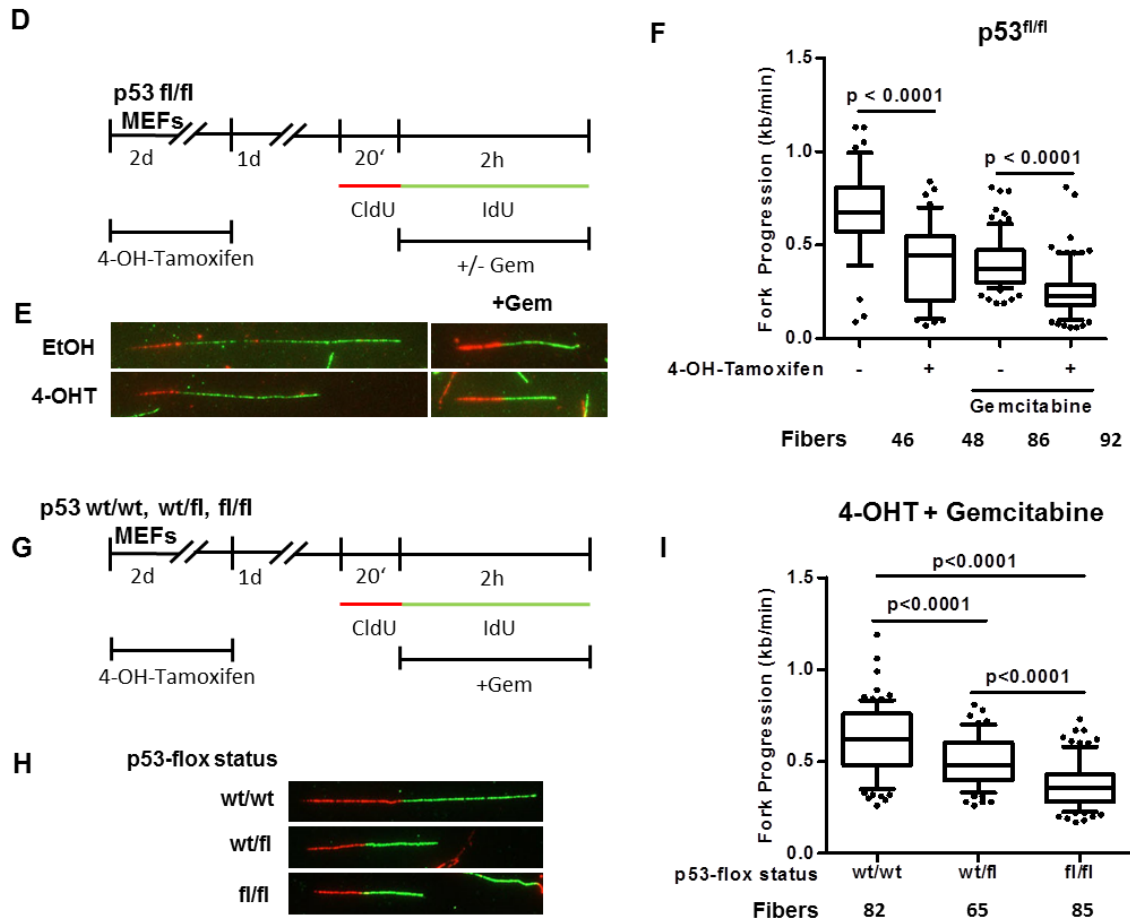 D
p53 fl/fl
MEFs
2d
1d
20‘
2h
CldU
IdU
4-OH-Tamoxifen
+/- Gem
E
+Gem
EtOH
4-OHT
F
p53fl/fl
Fork Progression (kb/min)
1.5
1.0
0.5
0.0
p < 0.0001
p < 0.0001
4-OH-Tamoxifen
- + - +
Gemcitabine
Fibers 46 48 86 92
G
p53 wt/wt, wt/fl, fl/fl
MEFs
2d
1d
20‘
2h
CldU
IdU
4-OH-Tamoxifen
+Gem
H
p53-flox status
wt/wt
wt/fl
fl/fl
I
4-OHT + Gemcitabine
Fork Progression (kb/min)
1.5
1.0
0.5
0.0
p<0.0001
p<0.0001
p<0.0001
p53-flox status wt/wt wt/fl fl/fl
Fibers 82 65 85